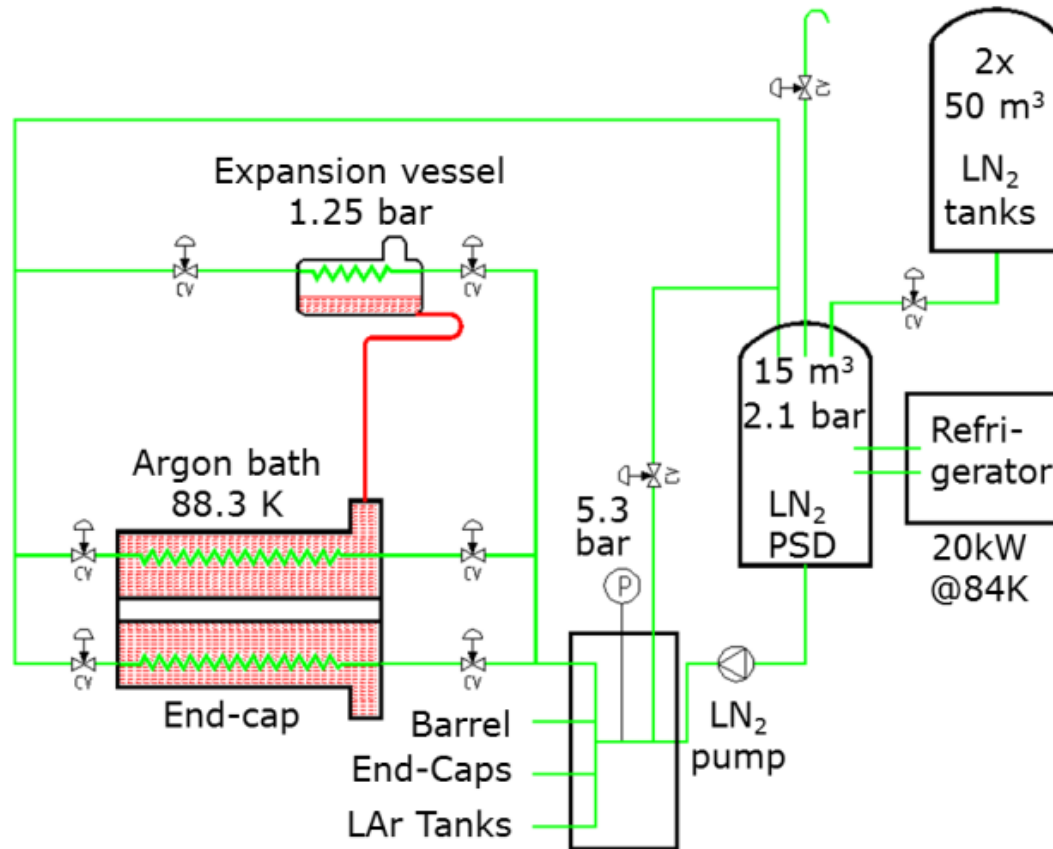 2x
50 m³
LN₂
tanks
CV
Expansion vessel
1.25 bar
CV
CV
CV
15 m³
2.1 bar
LN₂
PSD
Refri-
gerator
20kW
@84K
Argon bath
88.3 K
CV
CV
CV
CV
CV
End-cap
5.3
bar
P
LN₂
pump
Barrel
End-Caps
LAr Tanks